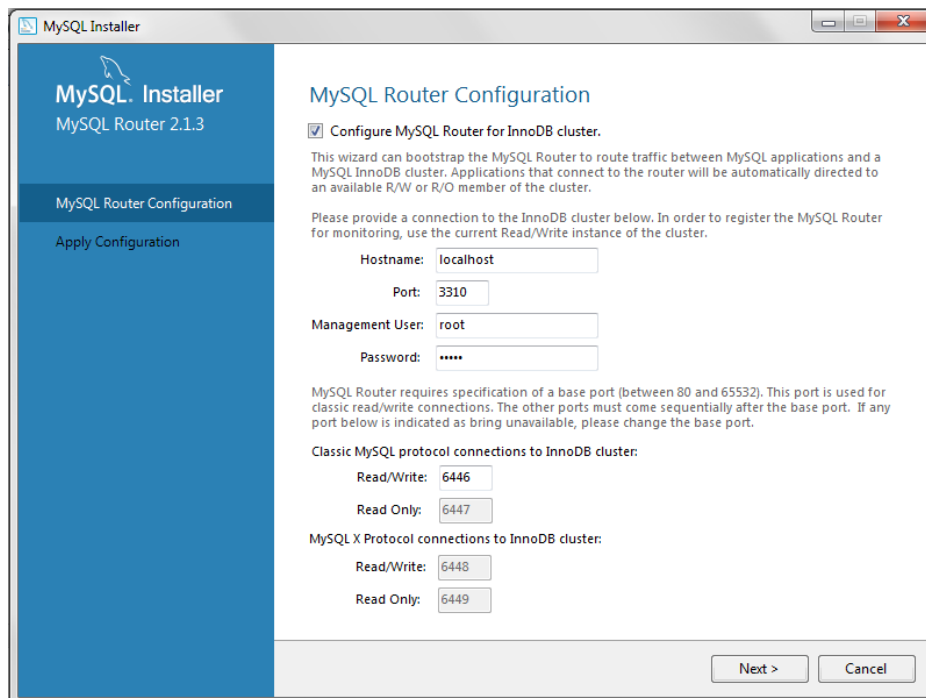 MySQL Installer
MySQL. Installer
MySQL Router 2.1.3
MySQL Router Configuration
Apply Configuration
MySQL Router Configuration
Configure MySQL Router for InnoDB cluster.
This wizard can bootstrap the MySQL Router to route traffic between MySQL applications and a
MySQL InnoDB cluster. Applications that connect to the router will be automatically directed to
an available R/W or R/O member of the cluster.
Please provide a connection to the InnoDB cluster below. In order to register the MySQL Router
for monitoring, use the current Read/Write instance of the cluster.
Hostname: localhost
Port: 3310
Management User: root
Password: •••••
MySQL Router requires specification of a base port (between 80 and 65532). This port is used for
classic read/write connections. The other ports must come sequentially after the base port. If any
port below is indicated as bring unavailable, please change the base port.
Classic MySQL protocol connections to InnoDB cluster:
Read/Write: 6446
Read Only: 6447
MySQL X Protocol connections to InnoDB cluster:
Read/Write: 6448
Read Only: 6449
Next > Cancel